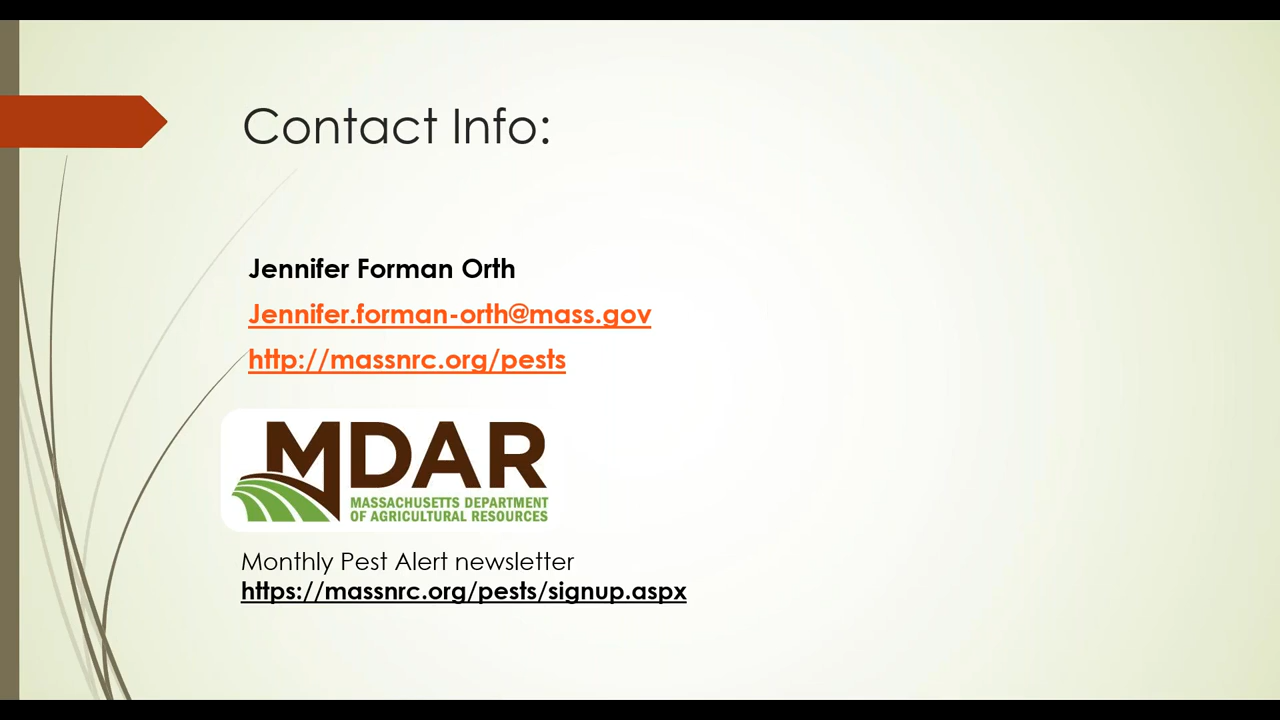 Contact Info:
Jennifer Forman Orth
Jennifer.forman-orth@mass.gov
http://massnrc.org/pests
MDAR
MASSACHUSETTS DEPARTMENT
OF AGRICULTURAL RESOURCES
Monthly Pest Alert newsletter
https://massnrc.org/pests/signup.aspx